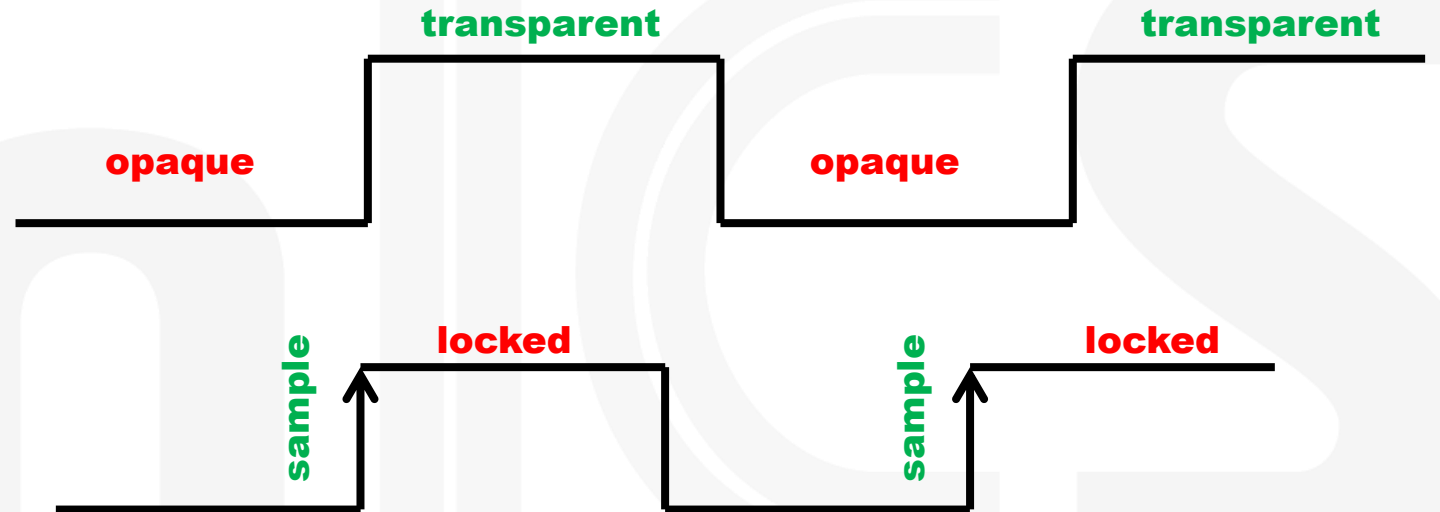 transparent
transparent
opaque
opaque
sample
locked
sample
locked